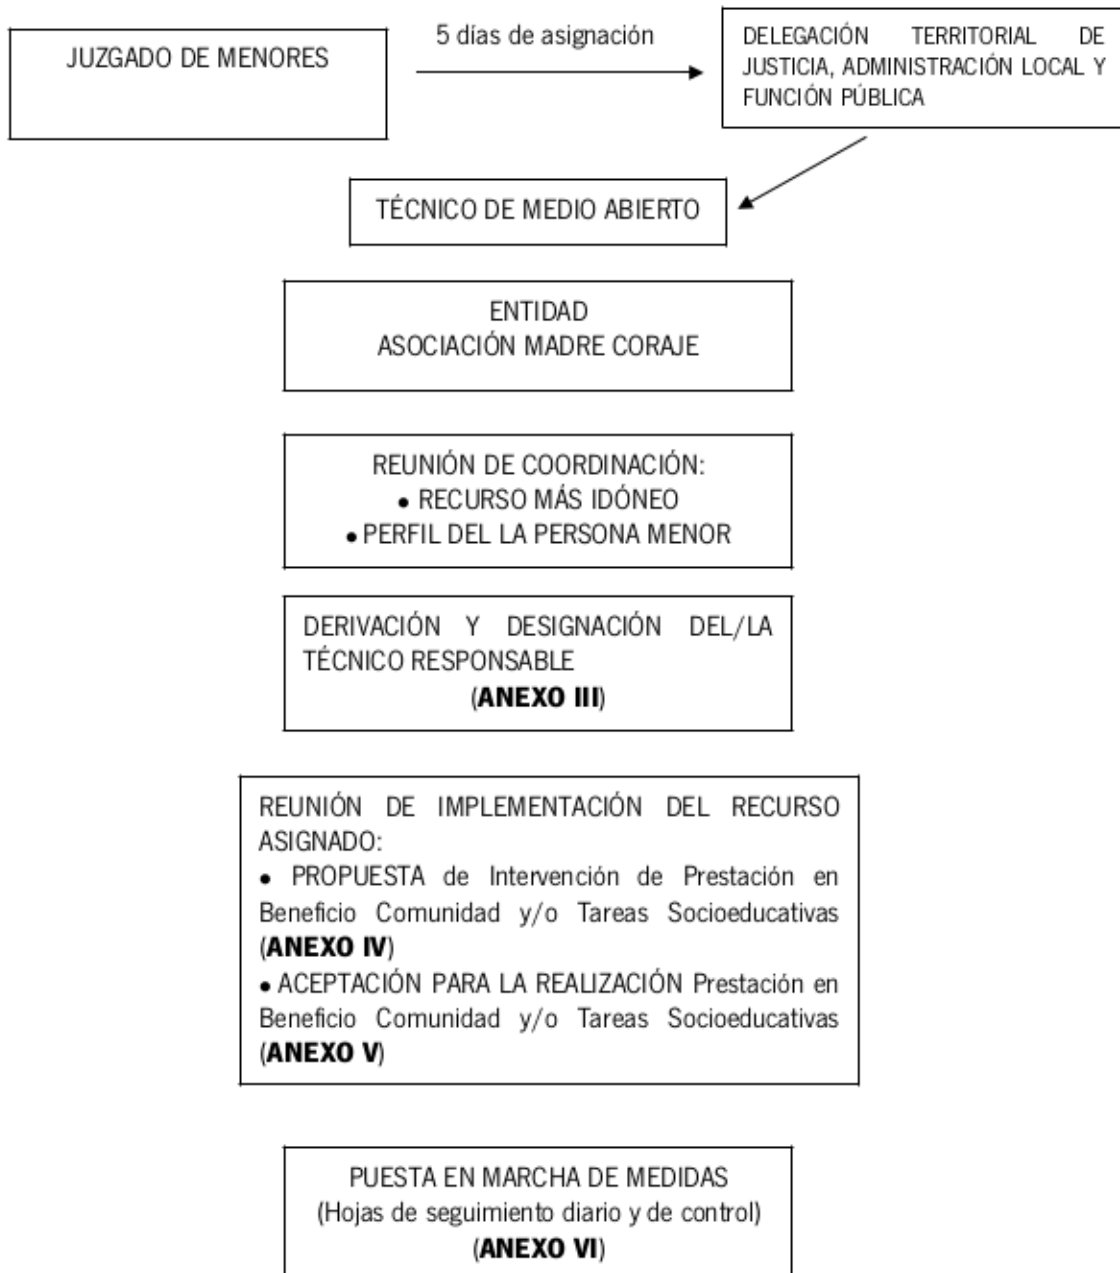 JUZGADO DE MENORES
5 días de asignación
DELEGACIÓN TERRITORIAL DE
JUSTICIA, ADMINISTRACIÓN LOCAL Y
FUNCIÓN PÚBLICA
TÉCNICO DE MEDIO ABIERTO
ENTIDAD
ASOCIACIÓN MADRE CORAJE
REUNIÓN DE COORDINACIÓN:
• RECURSO MÁS IDÓNEO
• PERFIL DEL LA PERSONA MENOR
DERIVACIÓN Y DESIGNACIÓN DEL/LA
TÉCNICO RESPONSABLE
(ANEXO III)
REUNIÓN DE IMPLEMENTACIÓN DEL RECURSO
ASIGNADO:
• PROPUESTA de Intervención de Prestación en
Beneficio Comunidad y/o Tareas Socioeducativas
(ANEXO IV)
• ACEPTACIÓN PARA LA REALIZACIÓN Prestación en
Beneficio Comunidad y/o Tareas Socioeducativas
(ANEXO V)
PUESTA EN MARCHA DE MEDIDAS
(Hojas de seguimiento diario y de control)
(ANEXO VI)